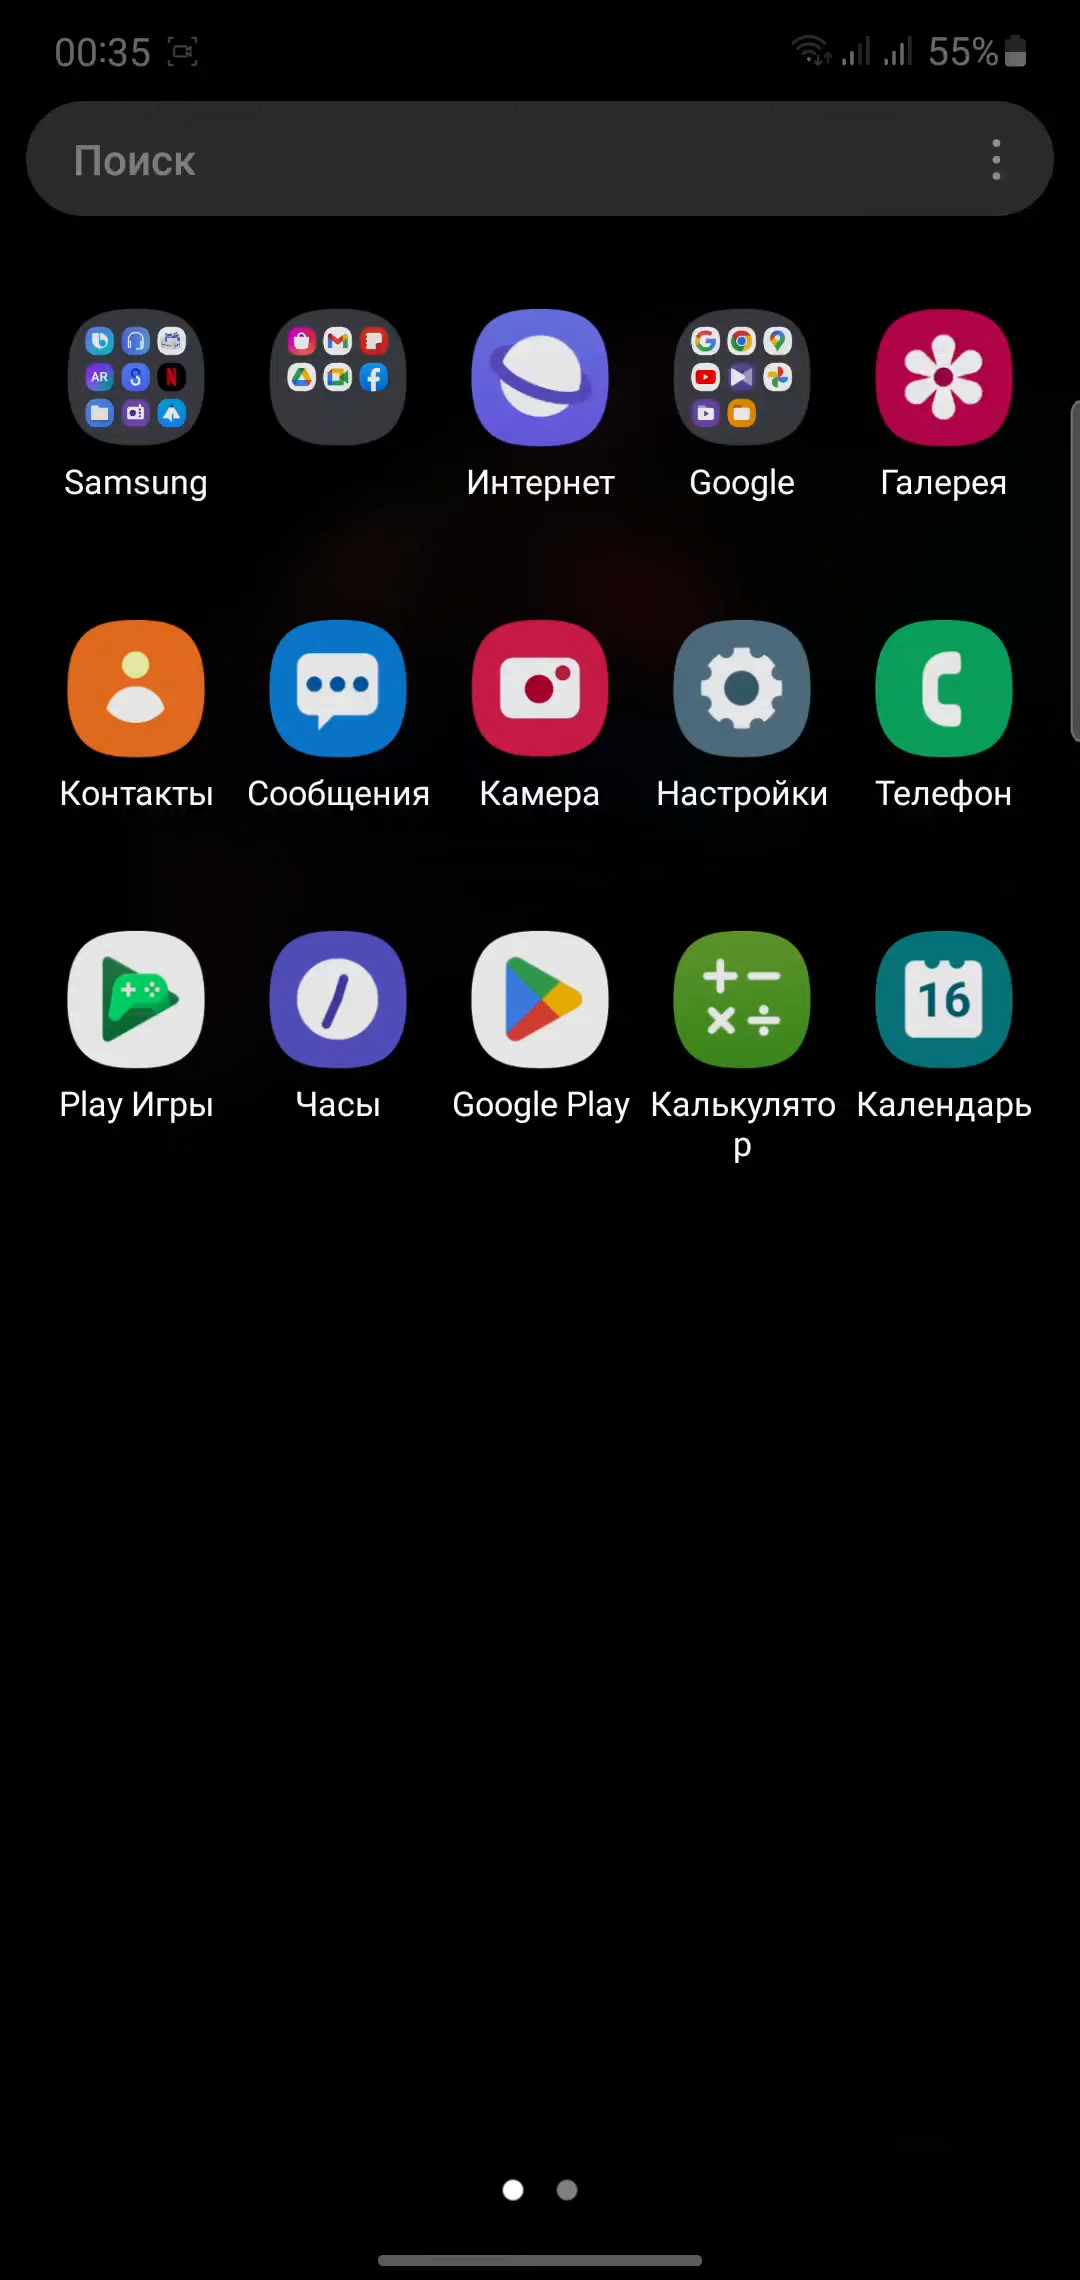 00:35
55%
Поиск
AR
Samsung
Интернет
Google
Галерея
Контакты
Сообщения
Камера
Настройки
Телефон
16
Play Игры
Часы
Google Play
Калькулято
р
Календарь